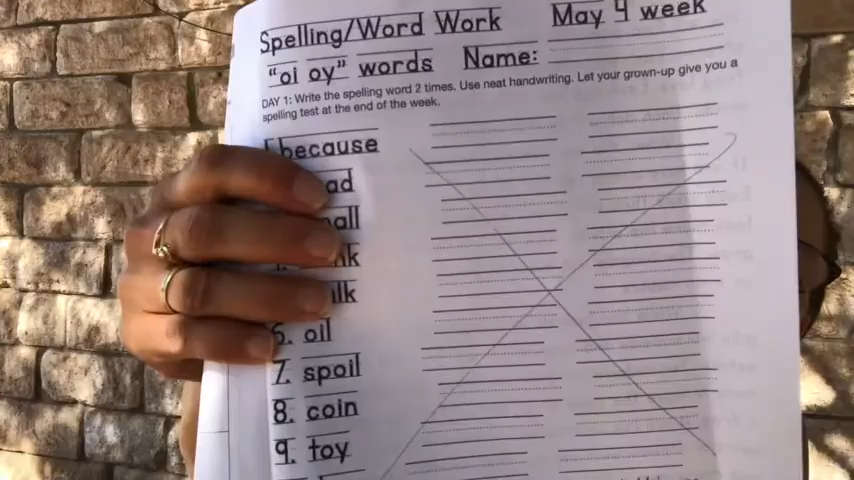 Spelling/Word Work May 4 week
"oi oy" words Name:
DAY 1: Write the spelling word 2 times. Use neat handwriting. Let your grown-up give you a
spelling test at the end of the week.
because
6. oil
7. spoil
8. coin
9. toy